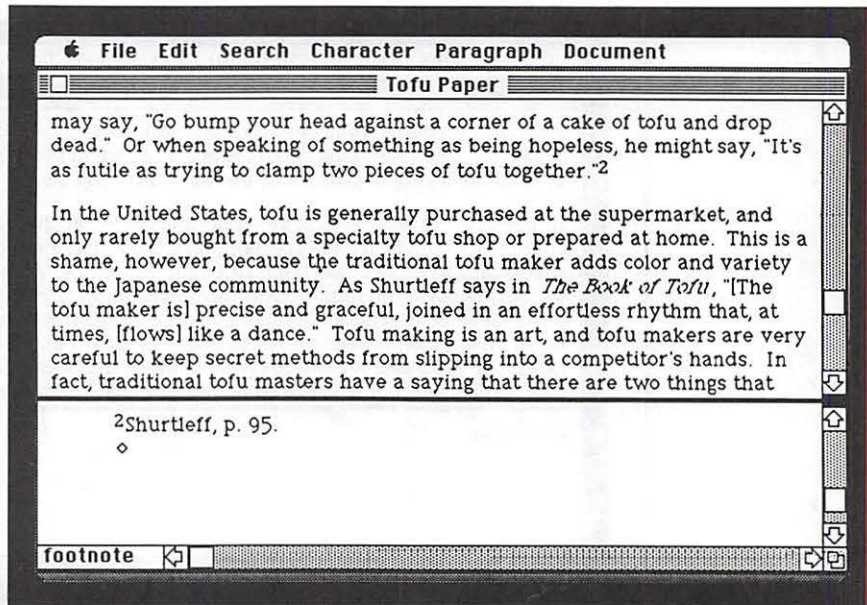 File Edit Search Character Paragraph Document
Tofu Paper
may say, "Go bump your head against a corner of a cake of tofu and drop
dead." Or when speaking of something as being hopeless, he might say, "It's
as futile as trying to clamp two pieces of tofu together."2
In the United States, tofu is generally purchased at the supermarket, and
only rarely bought from a specialty tofu shop or prepared at home. This is a
shame, however, because the traditional tofu maker adds color and variety
to the Japanese community. As Shurtleff says in The Book of Tofu, "[The
tofu maker is] precise and graceful, joined in an effortless rhythm that, at
times, [flows] like a dance." Tofu making is an art, and tofu makers are very
careful to keep secret methods from slipping into a competitor's hands. In
fact, traditional tofu masters have a saying that there are two things that
2Shurtleff, p. 95.
footnote